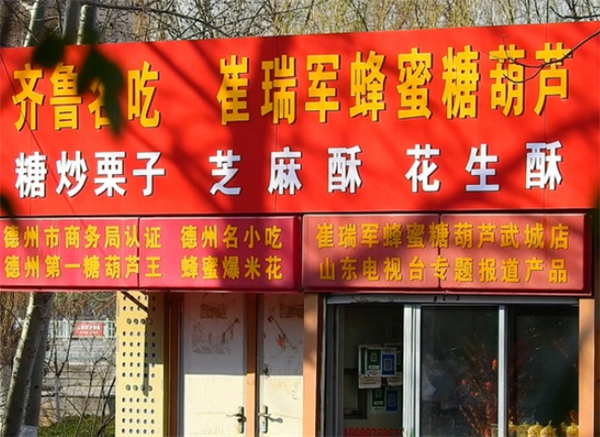 齐鲁名吃 崔瑞军蜂蜜糖葫芦
糖炒栗子 芝麻酥 花生酥
德州市商务局认证 德州名小吃
德州第一糖葫芦王 蜂蜜爆米花
崔瑞军蜂蜜糖葫芦武城店
山东电视台专题报道产品